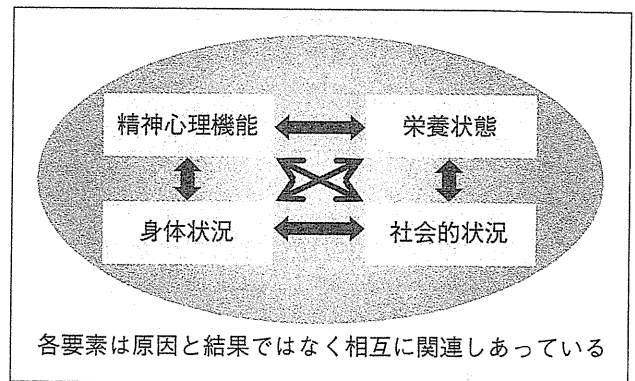 精神心理機能
栄養状態
身体状況
社会的状況
各要素は原因と結果ではなく相互に関連しあっている